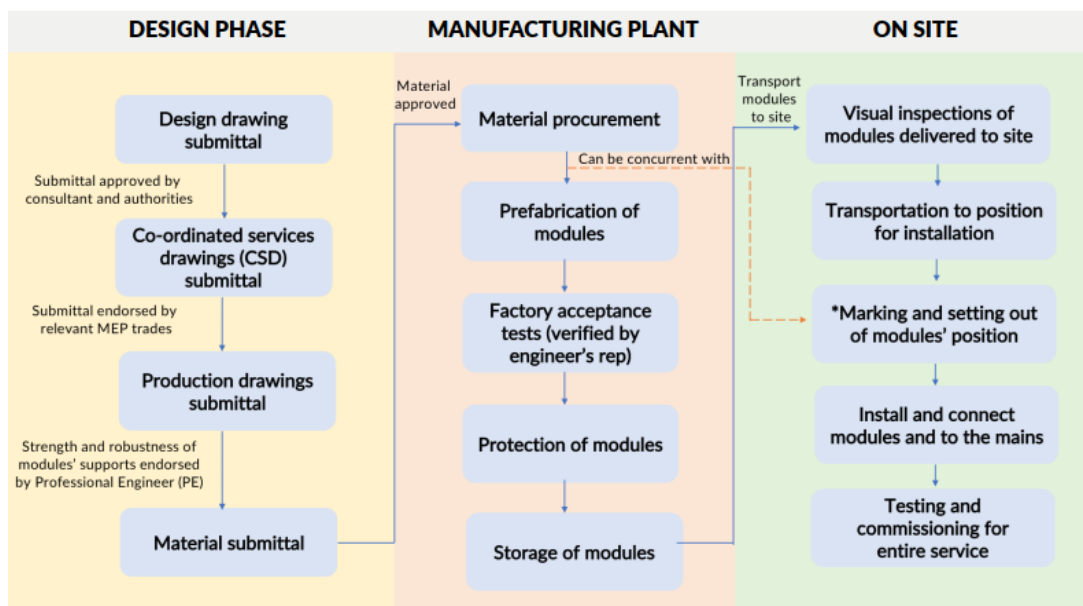 DESIGN PHASE
Design drawing
submittal
Submittal approved by
consultant and authorities
Co-ordinated services
drawings (CSD)
submittal
Submittal endorsed by
relevant MEP trades
Production drawings
submittal
Strength and robustness of
modules' supports endorsed
by Professional Engineer (PE)
Material submittal
MANUFACTURING PLANT
Material
approved
Material procurement
Can be concurrent with
Prefabrication of
modules
Factory acceptance
tests (verified by
engineer's rep)
Protection of modules
Storage of modules
ON SITE
Transport
modules
to site
Visual inspections of
modules delivered to site
Transportation to position
for installation
*Marking and setting out
of modules' position
Install and connect
modules and to the mains
Testing and
commissioning for
entire service